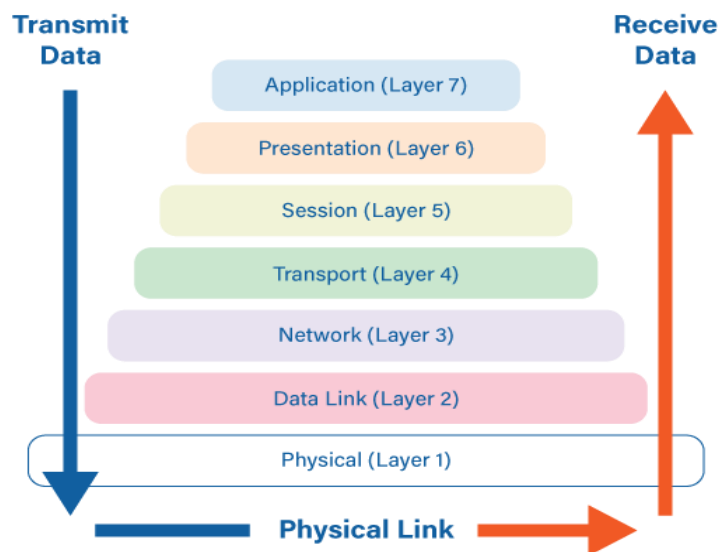 Transmit
Data
Receive
Data
Application (Layer 7)
Presentation (Layer 6)
Session (Layer 5)
Transport (Layer 4)
Network (Layer 3)
Data Link (Layer 2)
Physical (Layer 1)
Physical Link